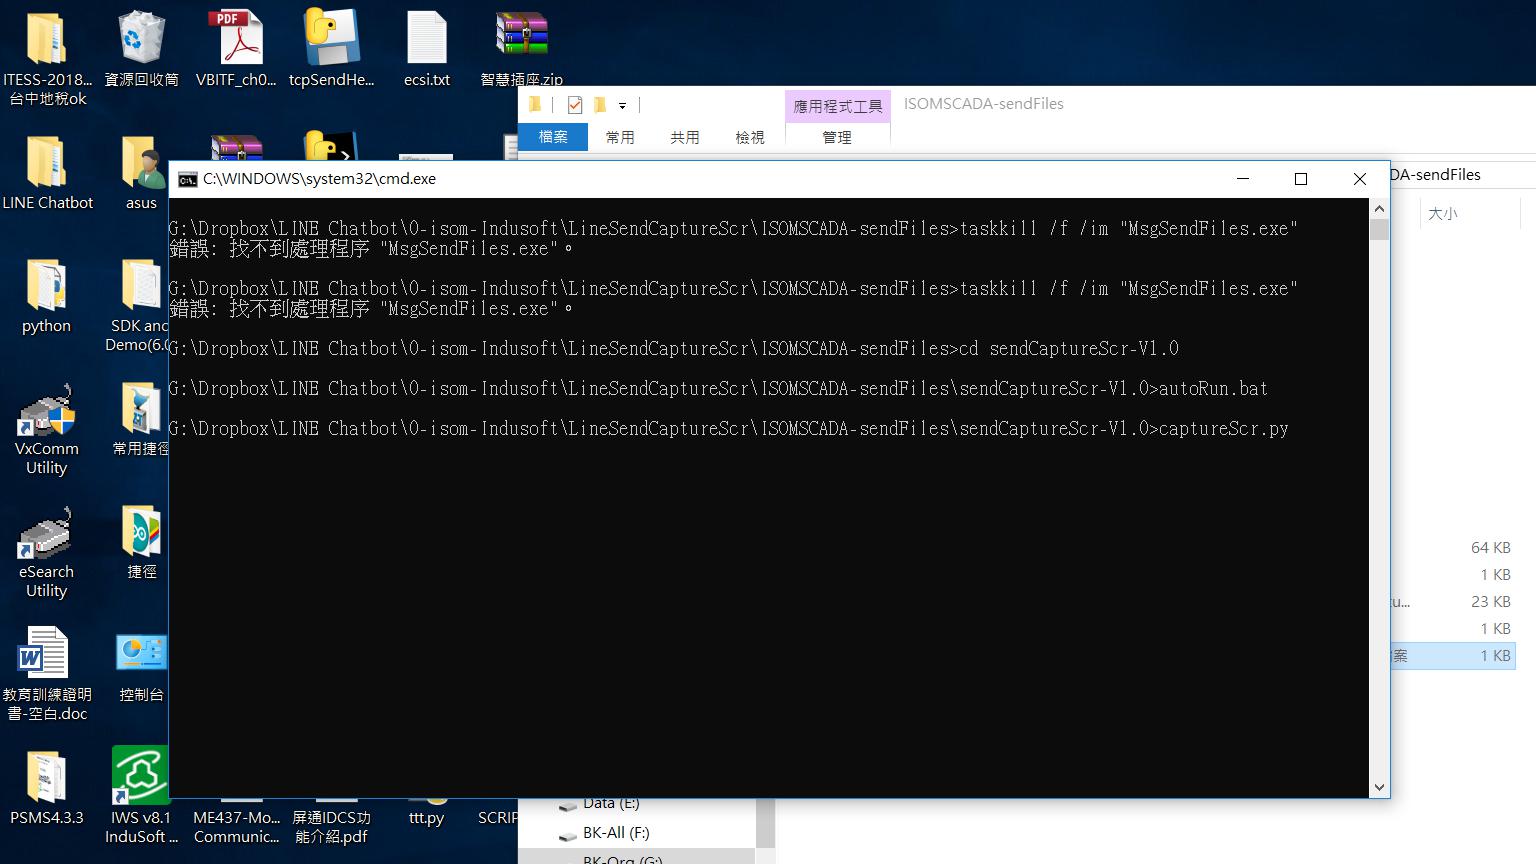 ITESS-2018...
台中地稅ok
資源回收筒
VBITF_ch0...
tcpSendHe...
ecsi.txt
智慧插座.zip
應用程式工具
ISOMSCADA-sendFiles
檔案
常用
共用
檢視
管理
DA-sendFiles
大小
LINE Chatbot
asus
C:\WINDOWS\system32\cmd.exe
G:\Dropbox\LINE Chatbot\0-isom-Indusoft\LineSendCaptureScr\ISOMSCADA-sendFiles>taskkill /f /im "MsgSendFiles.exe"
錯誤: 找不到處理程序 "MsgSendFiles.exe"。
G:\Dropbox\LINE Chatbot\0-isom-Indusoft\LineSendCaptureScr\ISOMSCADA-sendFiles>taskkill /f /im "MsgSendFiles.exe"
錯誤: 找不到處理程序 "MsgSendFiles.exe"。
G:\Dropbox\LINE Chatbot\0-isom-Indusoft\LineSendCaptureScr\ISOMSCADA-sendFiles>cd sendCaptureScr-V1.0
G:\Dropbox\LINE Chatbot\0-isom-Indusoft\LineSendCaptureScr\ISOMSCADA-sendFiles\sendCaptureScr-V1.0>autoRun.bat
G:\Dropbox\LINE Chatbot\0-isom-Indusoft\LineSendCaptureScr\ISOMSCADA-sendFiles\sendCaptureScr-V1.0>captureScr.py
python
SDK and
Demo(6.0
VxComm
Utility
常用捷徑
eSearch
Utility
捷徑
教育訓練證明
書-空白.doc
控制台
64 KB
1 KB
tu...
23 KB
1 KB
檔案
1 KB
PSMS4.3.3
IWS v8.1
InduSoft ...
ME437-Mo...
Communic...
屏通IDCS功
能介紹.pdf
ttt.py
SCRIP
Data (E:)
BK-All (F:)
BK-Org (G:)